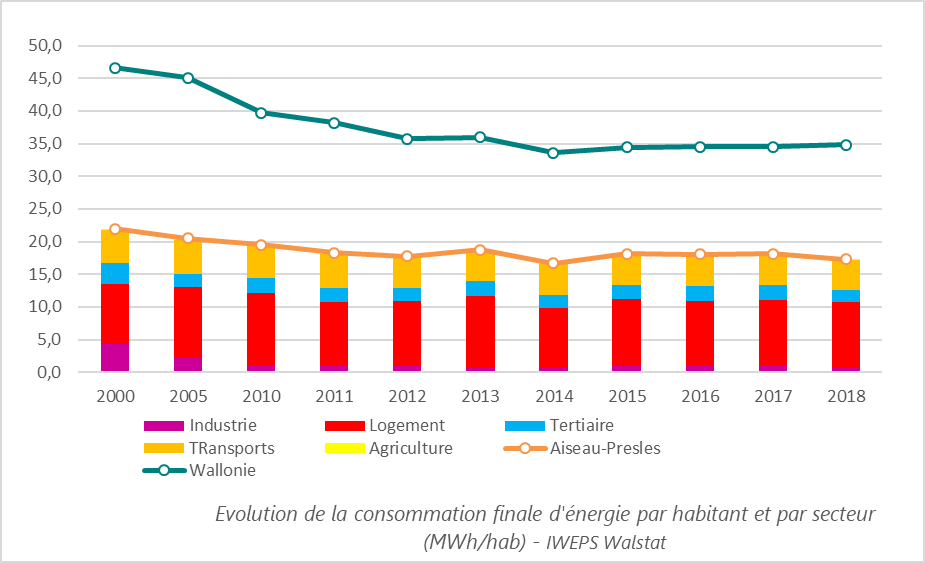 50,0
45,0
40,0
35,0
30,0
25,0
20,0
15,0
10,0
5,0
0,0
2000 2005 2010 2011 2012 2013 2014 2015 2016 2017 2018
Industrie Logement Tertiaire
TRansports Agriculture Aiseau-Presles
Wallonie
Evolution de la consommation finale d'énergie par habitant et par secteur
(MWh/hab) - IWEPS Walstat